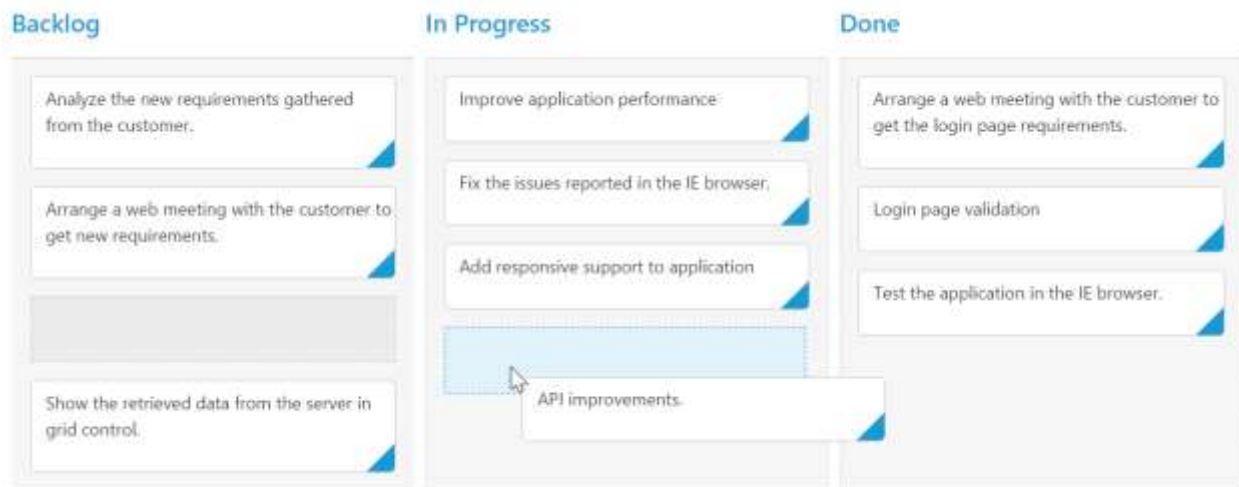 Backlog
Analyze the new requirements gathered
from the customer.
Arrange a web meeting with the customer to
get new requirements.
Show the retrieved data from the server in
grid control.
In Progress
Improve application performance
Fix the issues reported in the IE browser.
Add responsive support to application
API improvements.
Done
Arrange a web meeting with the customer to
get the login page requirements.
Login page validation
Test the application in the IE browser.